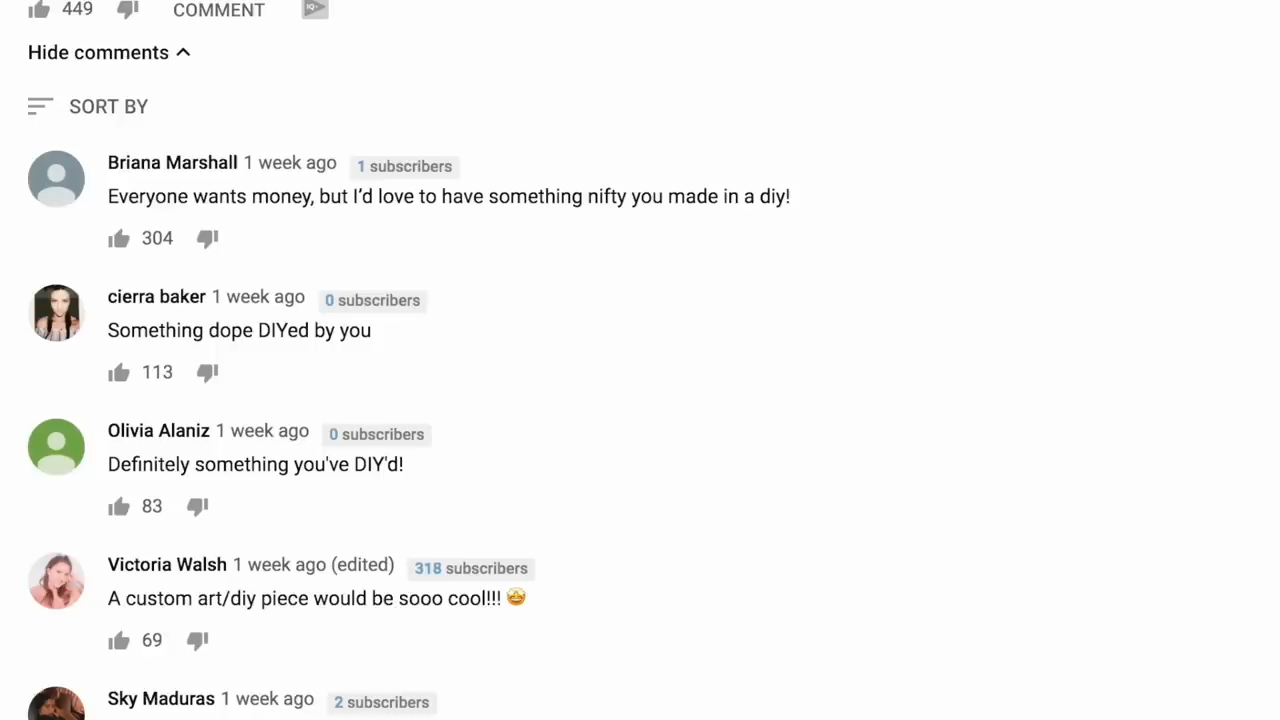 449 COMMENT IQ
Hide comments
SORT BY
Briana Marshall 1 week ago 1 subscribers
Everyone wants money, but I’d love to have something nifty you made in a diy!
304
cierra baker 1 week ago 0 subscribers
Something dope DIYed by you
113
Olivia Alaniz 1 week ago 0 subscribers
Definitely something you've DIY'd!
83
Victoria Walsh 1 week ago (edited) 318 subscribers
A custom art/diy piece would be sooo cool!!! 🤩
69
Sky Maduras 1 week ago 2 subscribers